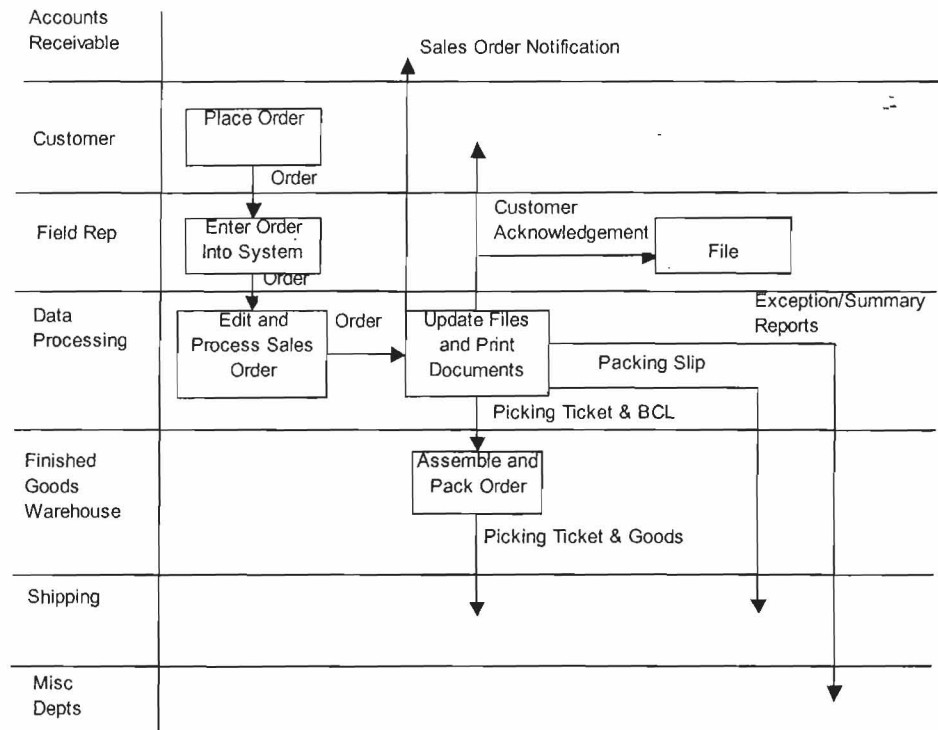 Accounts
Receivable
Sales Order Notification
Customer
Place Order
Order
Field Rep
Enter Order
Into System
Order
Customer
Acknowledgement
File
Data
Processing
Edit and
Process Sales
Order
Order
Update Files
and Print
Documents
Exception/Summary
Reports
Packing Slip
Picking Ticket & BCL
Finished
Goods
Warehouse
Assemble and
Pack Order
Picking Ticket & Goods
Shipping
Misc
Depts